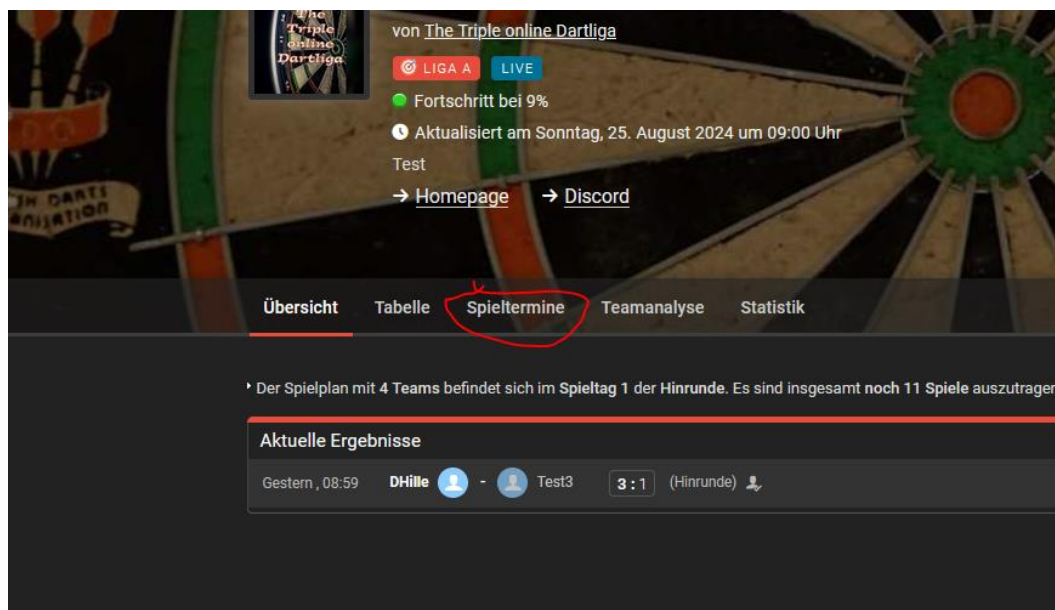 The
Triple
online
Dartliga
von The Triple online Dartliga
LIGA A LIVE
Fortschritt bei 9%
Aktualisiert am Sonntag, 25. August 2024 um 09:00 Uhr
Test
→ Homepage → Discord
DARTS
Übersicht Tabelle Spieltermine Teamanalyse Statistik
Der Spielplan mit 4 Teams befindet sich im Spieltag 1 der Hinrunde. Es sind insgesamt noch 11 Spiele auszutragen
Aktuelle Ergebnisse
Gestern , 08:59 DHille - Test3 3 : 1 (Hinrunde)